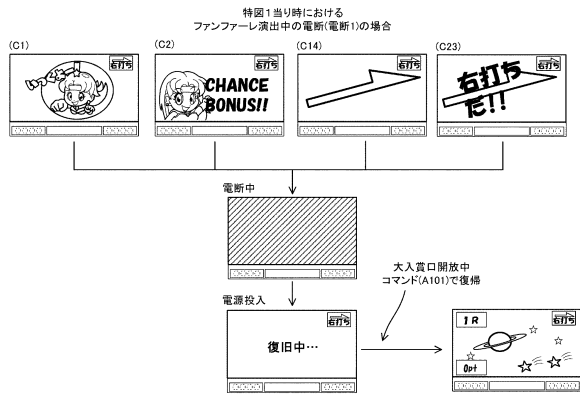 特図１当り時における
ファンファーレ演出中の電断(電断1)の場合
(C1)
(C2)
(C14)
(C23)
右打ち
CHANCE
BONUS!!
右打ち
右打ち
右打ち
だ!!
右打ち
電断中
電源投入
大入賞口開放中
コマンド(A101)で復帰
右打ち
復旧中…
1R
右打ち
0pt